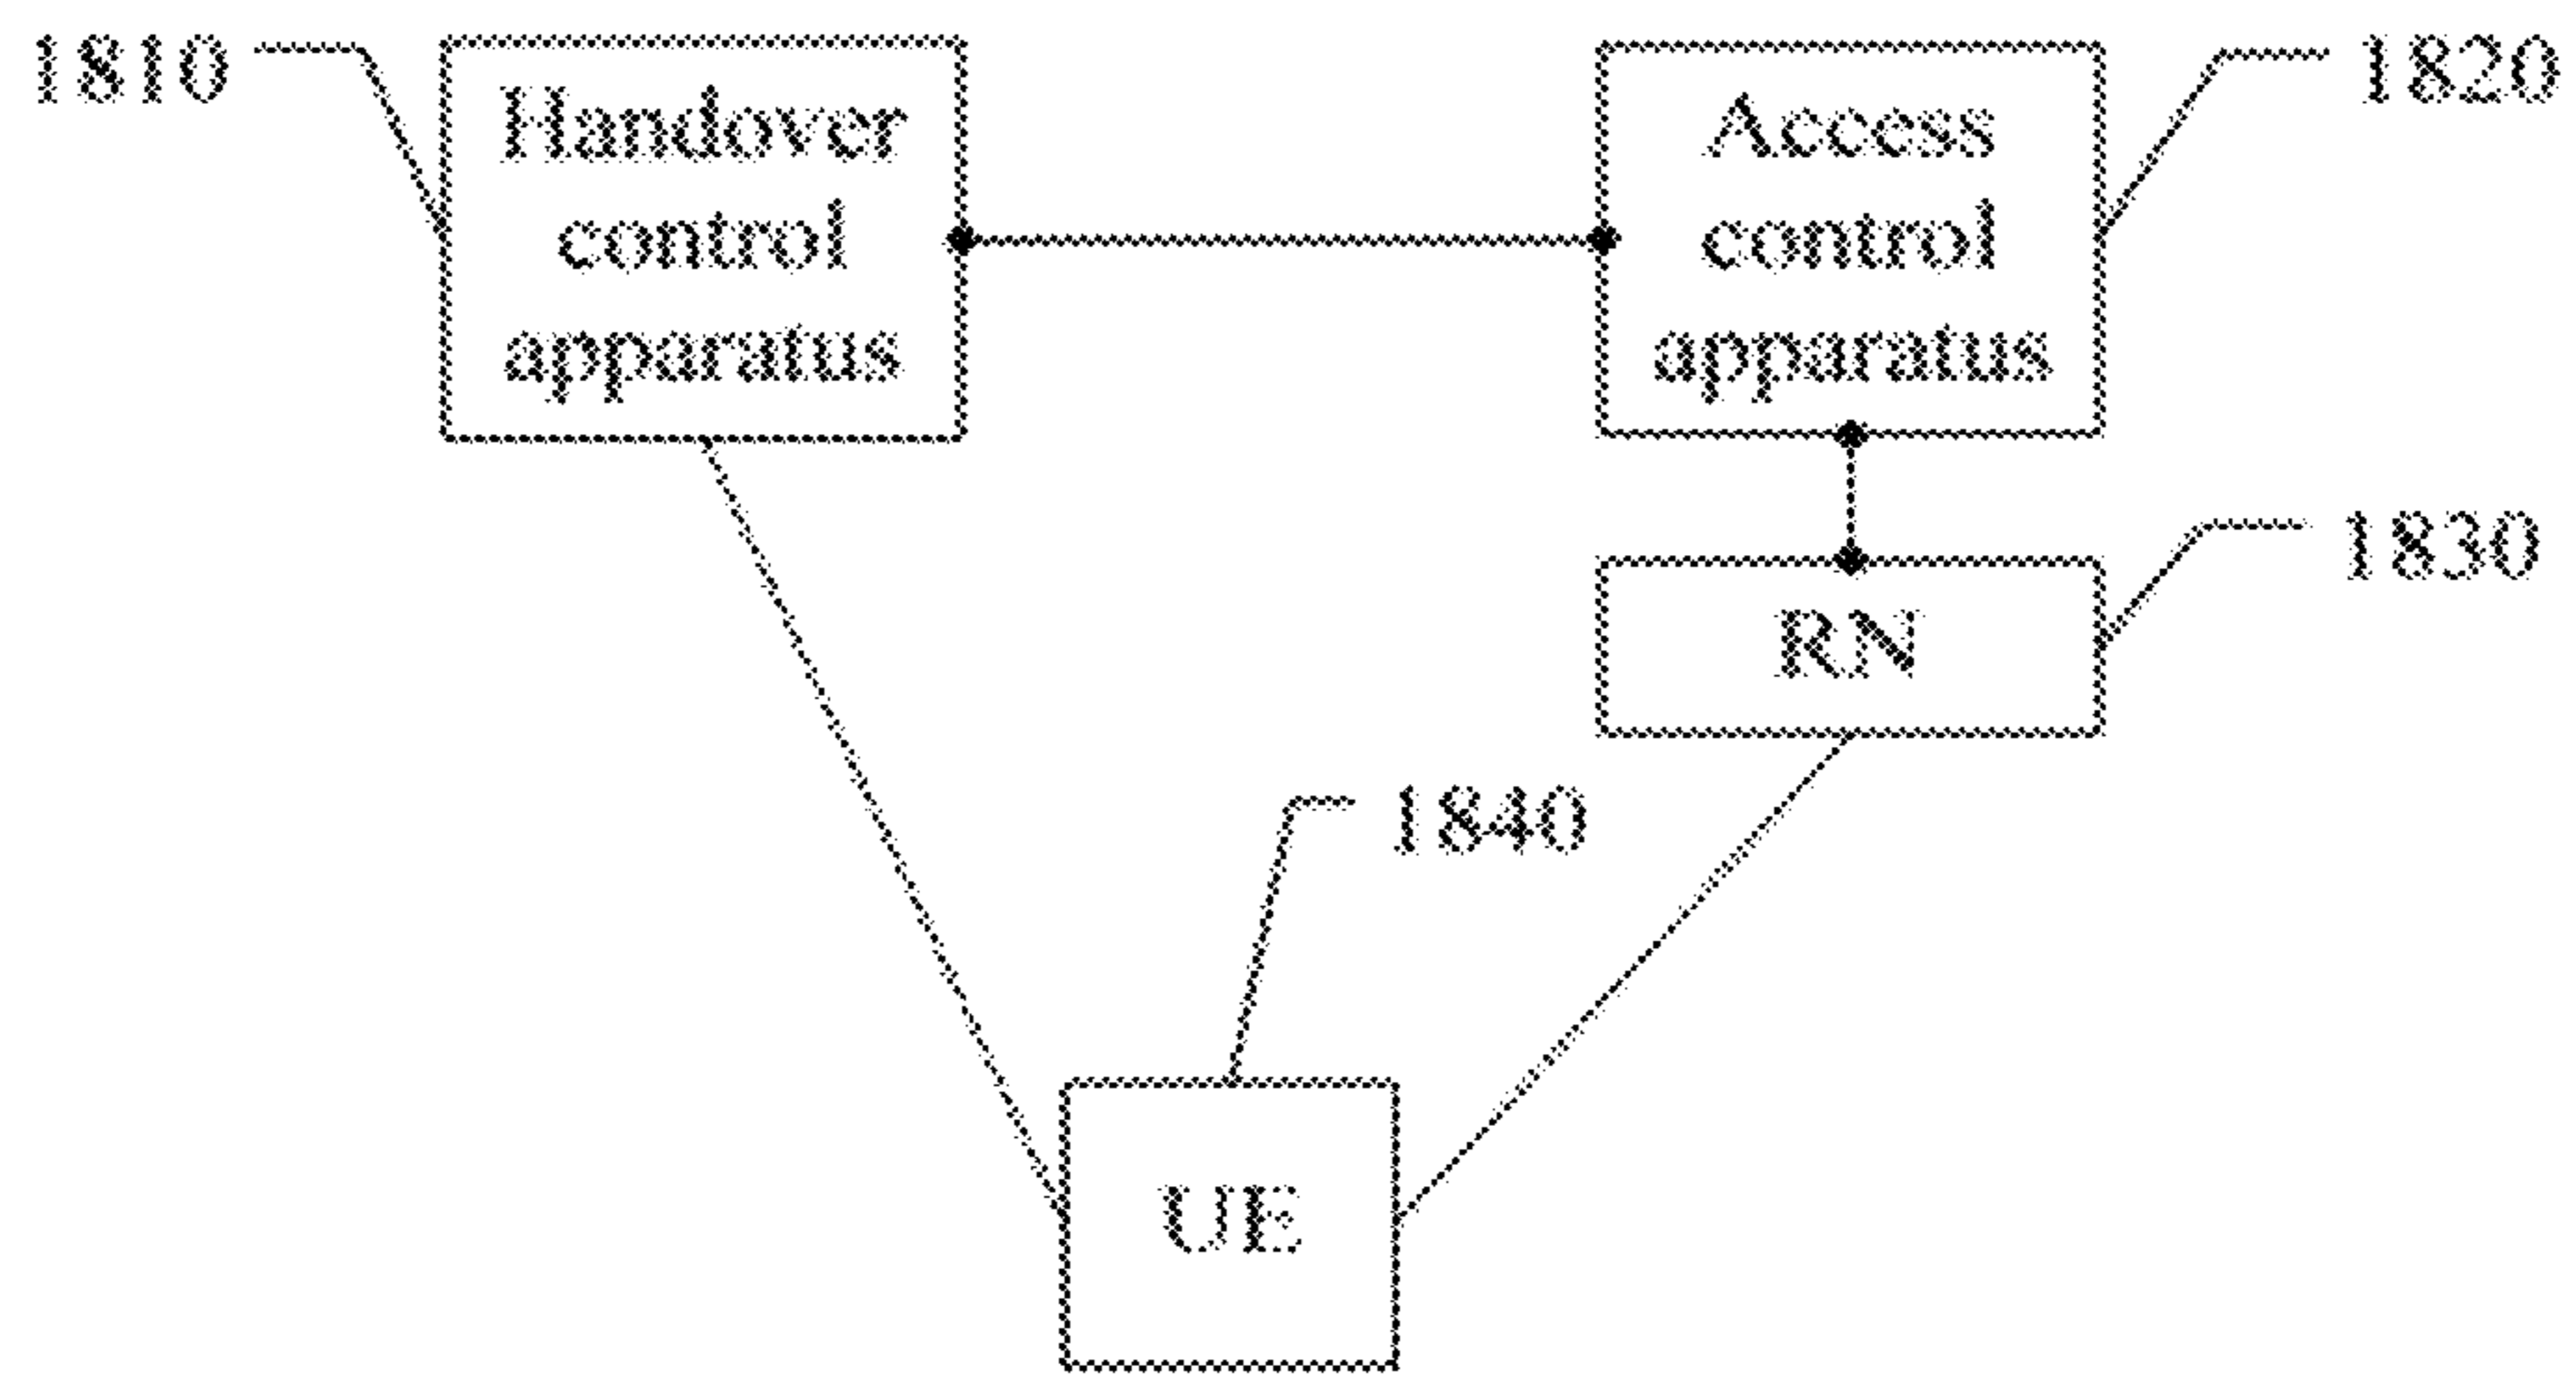 1810
Handover
control
apparatus
Access
control
apparatus
1820
RN
1830
1840
UE